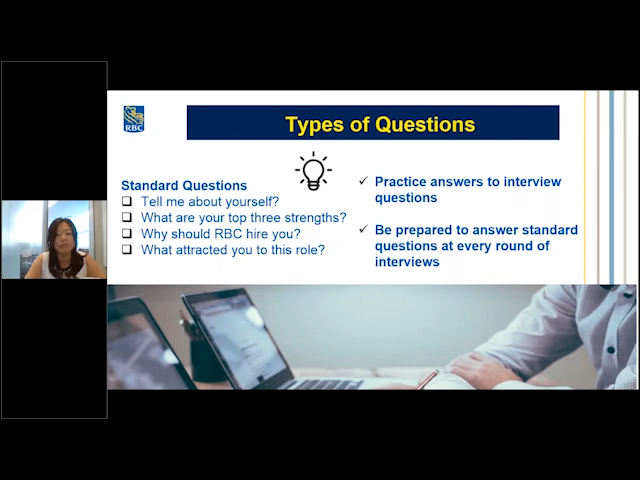 RBC
Types of Questions
Standard Questions
Tell me about yourself?
What are your top three strengths?
Why should RBC hire you?
What attracted you to this role?
Practice answers to interview
questions
Be prepared to answer standard
questions at every round of
interviews